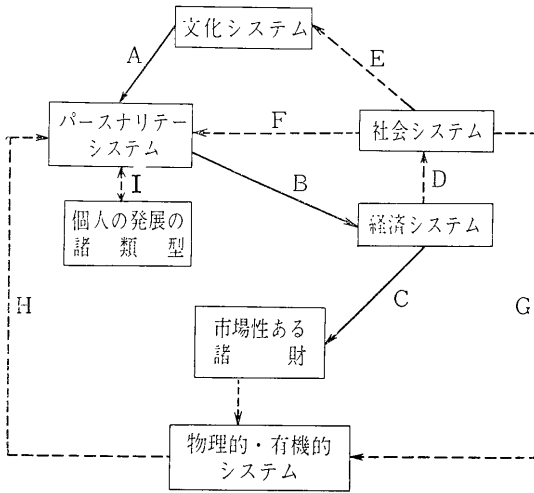 文化システム
A
E
パースナリテー
システム
F
社会システム
I
B
D
個人の発展の
諸類型
経済システム
H
C
G
市場性ある
諸財
物理的・有機的
システム